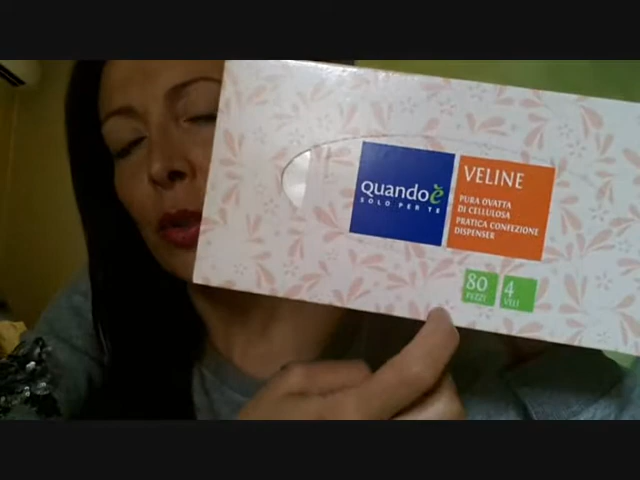 Quandoè
SOLO PER TE
VELINE
PURA OVATTA
DI CELLULOSA
PRATICA CONFEZIONE
DISPENSER
80
PEZZI
4
VELI